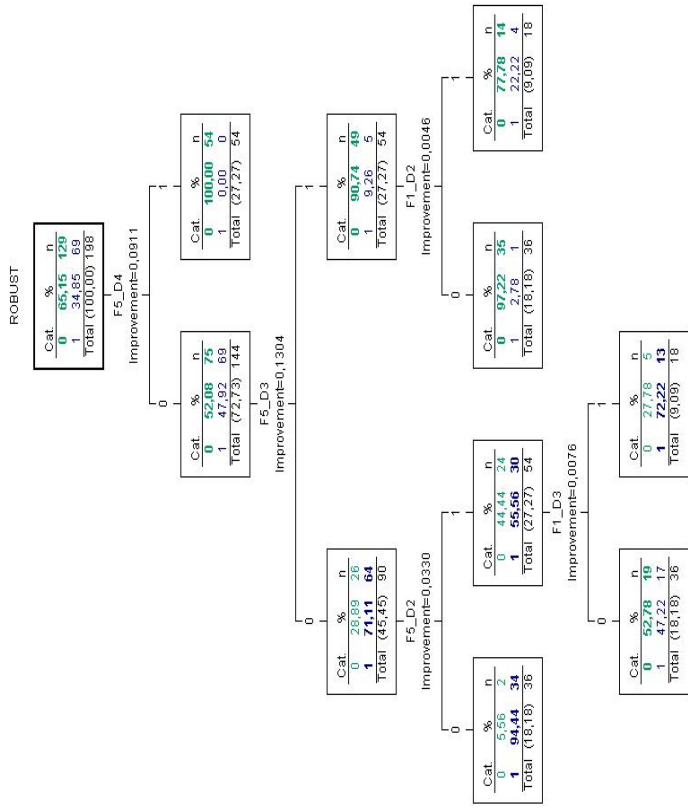 ROBUST
Cat. % n
0 65,15 129
1 34,85 69
Total (100,00) 198
F5_D4
Improvement=0,0911
0
1
Cat. % n
0 52,08 75
1 47,92 69
Total (72,73) 144
Cat. % n
0 100,00 54
1 0,00 0
Total (27,27) 54
F5_D3
Improvement=0,1304
0
1
Cat. % n
0 28,89 26
1 71,11 64
Total (45,45) 90
Cat. % n
0 90,74 49
1 9,26 5
Total (27,27) 54
F5_D2
Improvement=0,0330
F1_D2
Improvement=0,0046
0
1
0
1
Cat. % n
0 5,56 2
1 94,44 34
Total (18,18) 36
Cat. % n
0 44,44 24
1 55,56 30
Total (27,27) 54
Cat. % n
0 97,22 35
1 2,78 1
Total (18,18) 36
Cat. % n
0 77,78 14
1 22,22 4
Total (9,09) 18
F1_D3
Improvement=0,0076
0
1
Cat. % n
0 52,78 19
1 47,22 17
Total (18,18) 36
Cat. % n
0 27,78 5
1 72,22 13
Total (9,09) 18